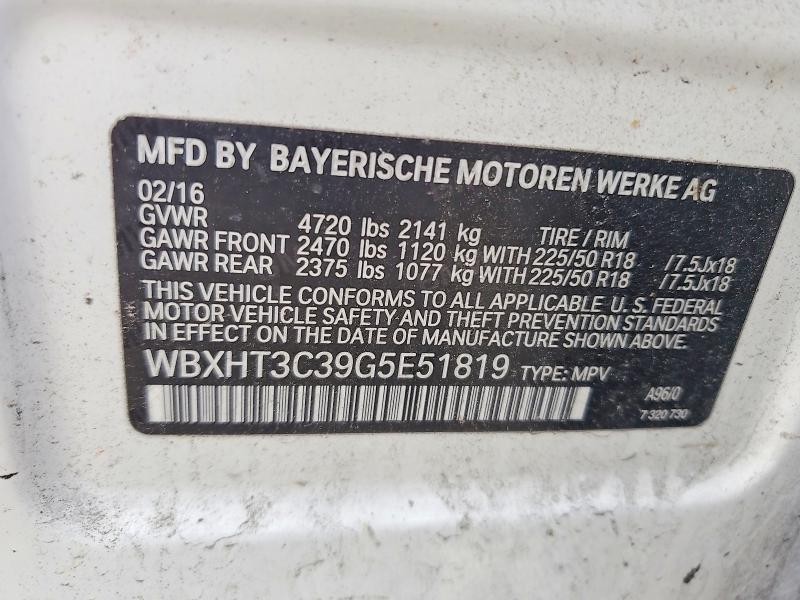 MFD BY BAYERISCHE MOTOREN WERKE AG
02/16
GVWR 4720 lbs 2141 kg TIRE / RIM
GAWR FRONT 2470 lbs 1120 kg WITH 225/50 R18 /7.5Jx18
GAWR REAR 2375 lbs 1077 kg WITH 225/50 R18 /7.5Jx18
THIS VEHICLE CONFORMS TO ALL APPLICABLE U.S. FEDERAL
MOTOR VEHICLE SAFETY AND THEFT PREVENTION STANDARDS
IN EFFECT ON THE DATE OF MANUFACTURE SHOWN ABOVE.
WBXHT3C39G5E51819 TYPE: MPV
A96/0
7 320 730